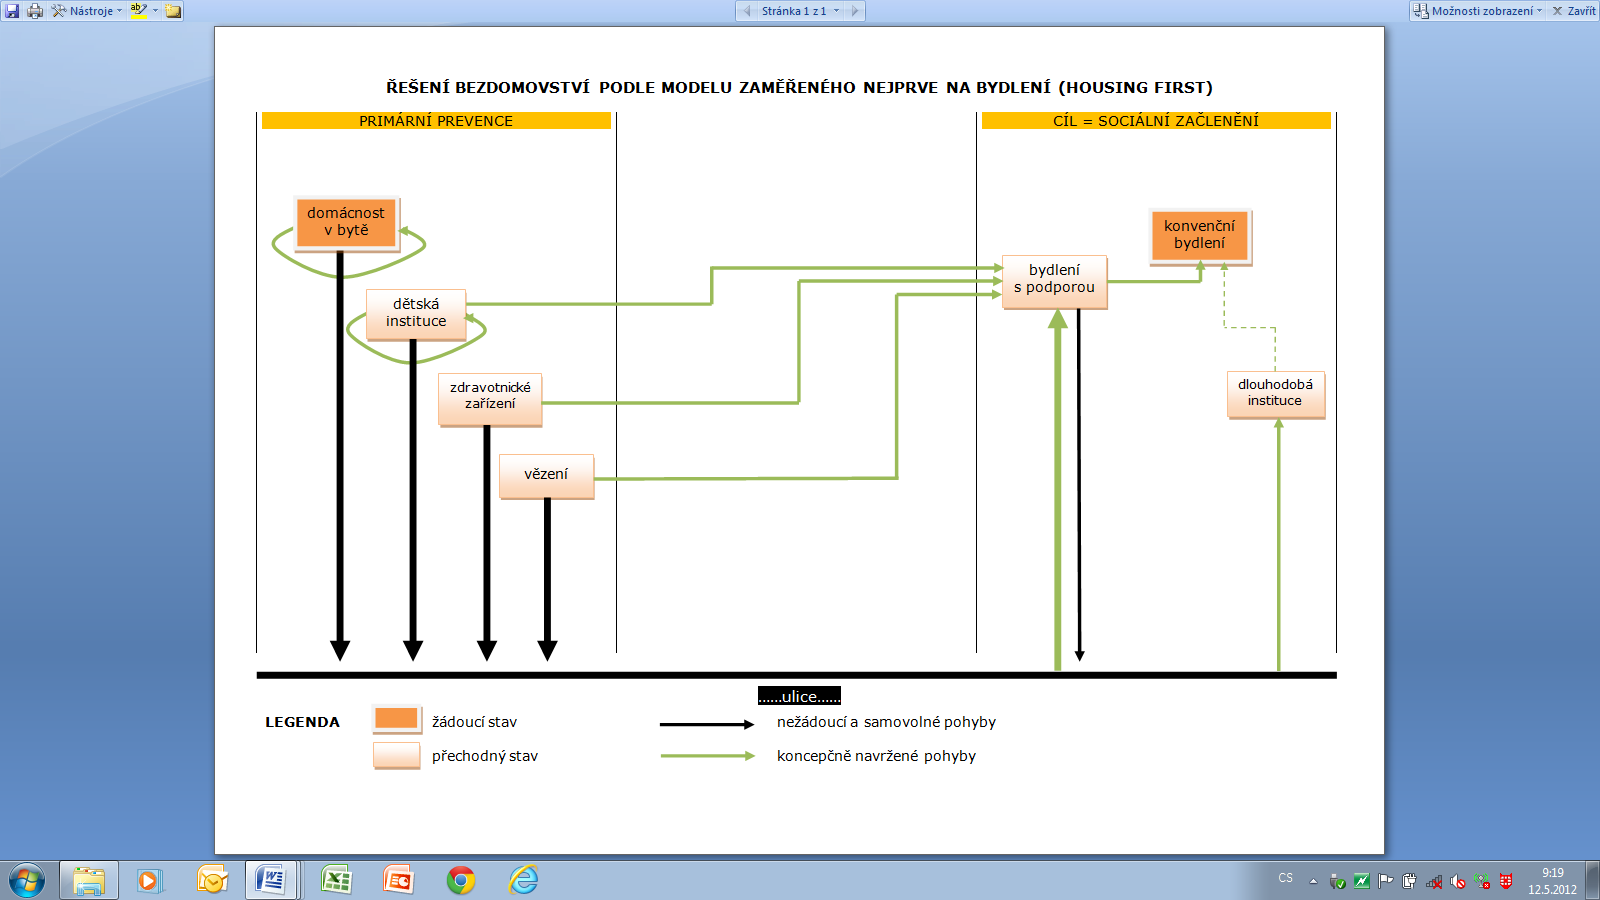 Nástroje
Stránka 1 z 1
Možnosti zobrazení
Zavřít
ŘEŠENÍ BEZDOMOVSTVÍ PODLE MODELU ZAMĚŘENÉHO NEJPRVE NA BYDLENÍ (HOUSING FIRST)
PRIMÁRNÍ PREVENCE
CÍL = SOCIÁLNÍ ZAČLENĚNÍ
domácnost
v bytě
konvenční
bydlení
bydlení
s podporou
dětská
instituce
zdravotnické
zařízení
dlouhodobá
instituce
vězení
......ulice......
LEGENDA
žádoucí stav
nežádoucí a samovolné pohyby
přechodný stav
koncepčně navržené pohyby
CS
9:19
12.5.2012